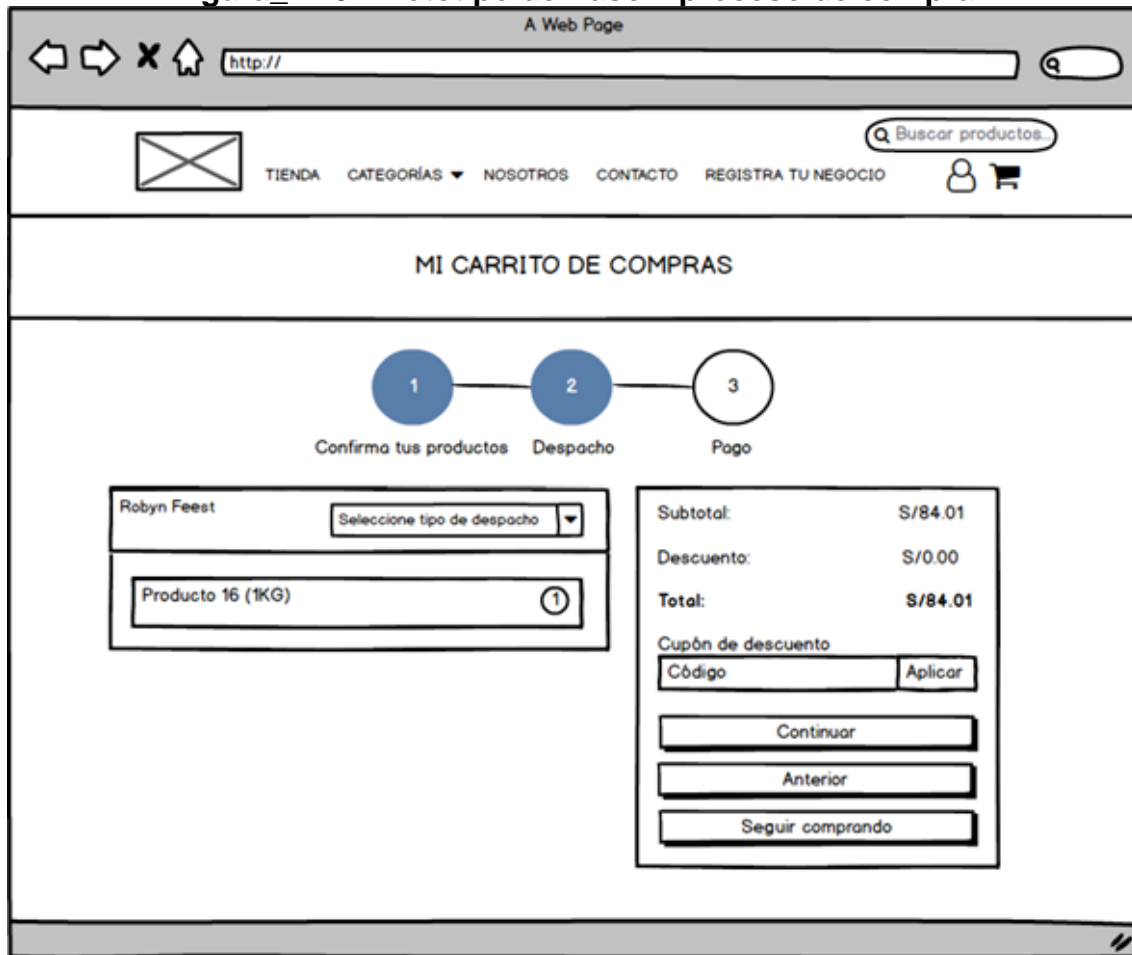 A Web Page
http://
Buscar productos...
TIENDA CATEGORÍAS NOSOTROS CONTACTO REGISTRA TU NEGOCIO
MI CARRITO DE COMPRAS
1 2 3
Confirma tus productos Despacho Pago
Robyn Feest
Seleccione tipo de despacho
Producto 16 (1KG) 1
Subtotal: S/84.01
Descuento: S/0.00
Total: S/84.01
Cupón de descuento
Código Aplicar
Continuar
Anterior
Seguir comprando